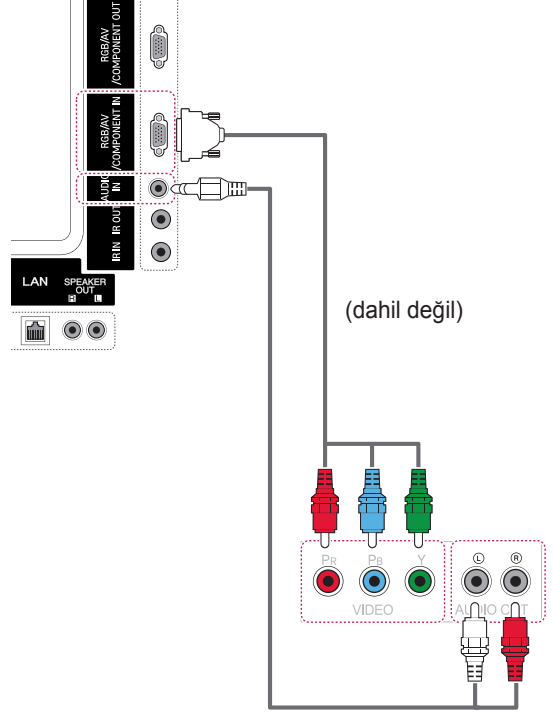 RGB/AV
/COMPONENT OUT
RGB/AV
/COMPONENT IN
AUDIO
IN
IR OUT
IR IN
LAN
SPEAKER
OUT
R L
(dahil değil)
PR PB Y
VIDEO
L R
AUDIO OUT